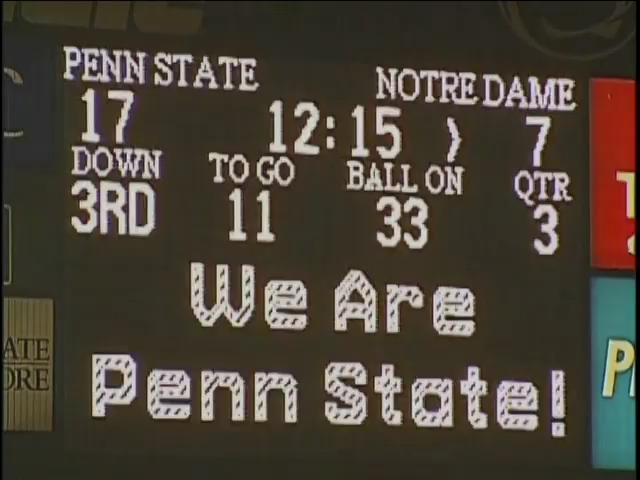 PENN STATE NOTRE DAME
17 12:15 ⟩ 7
DOWN TO GO BALL ON QTR
3RD 11 33 3
We Are
Penn State!